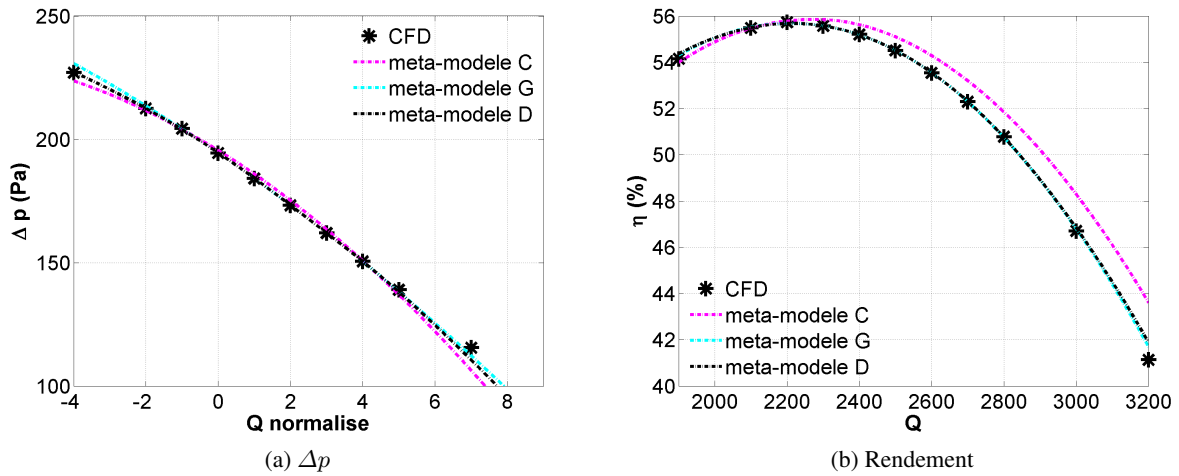 250
200
150
100
-4
-2
0
2
4
6
8
Δ p (Pa)
Q normalise
CFD
meta-modele C
meta-modele G
meta-modele D
(a) Δp
56
54
52
50
48
46
44
42
40
2000
2200
2400
2600
2800
3000
3200
η (%)
Q
CFD
meta-modele C
meta-modele G
meta-modele D
(b) Rendement